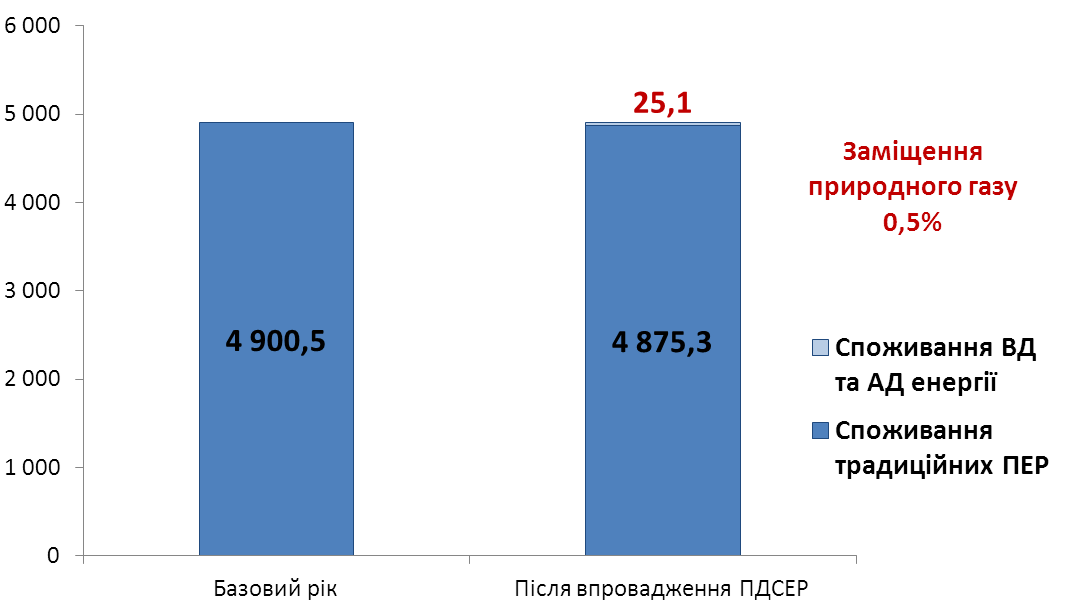 6 000
5 000
4 000
3 000
2 000
1 000
0
25,1
4 900,5
4 875,3
Заміщення
природного газу
0,5%
Споживання ВД
та АД енергії
Споживання
традиційних ПЕР
Базовий рік
Після впровадження ПДСЕР